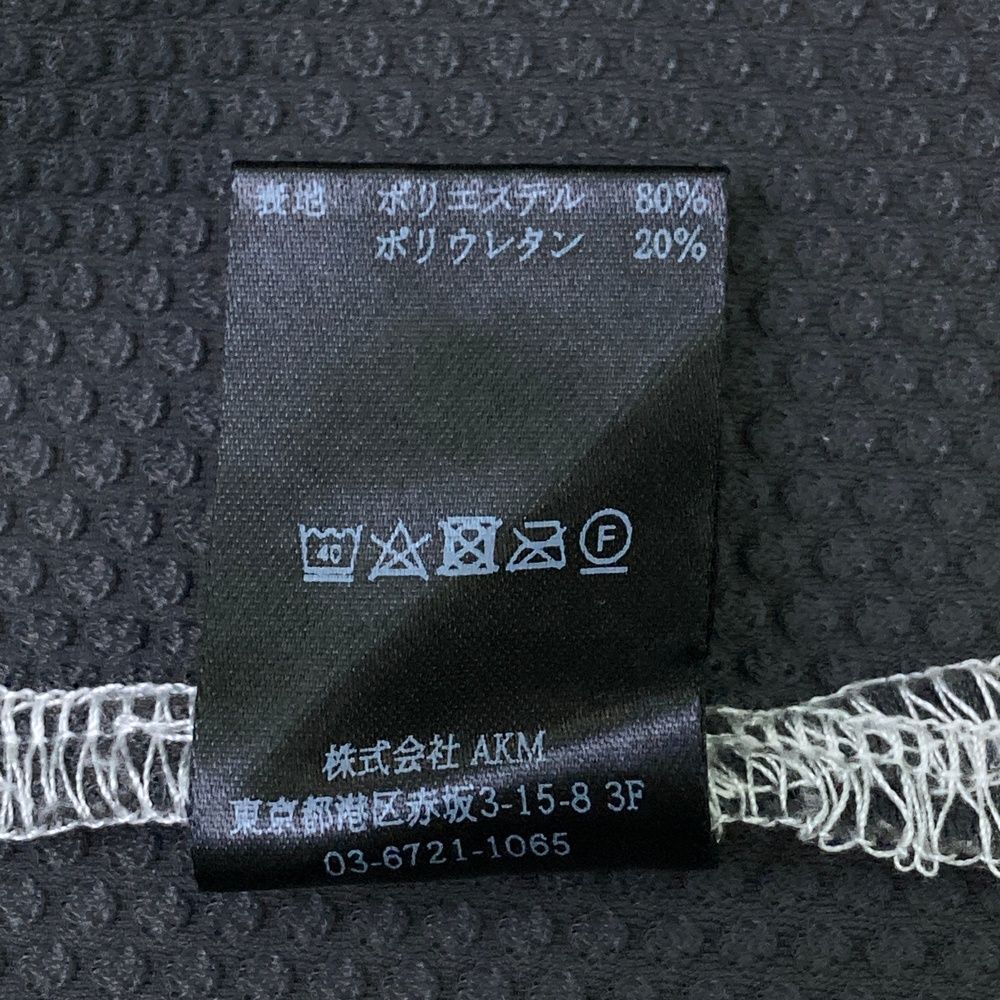 表地 ポリエステル 80%
ポリウレタン 20%
40 F
株式会社 AKM
東京都港区赤坂3-15-8 3F
03-6721-1065